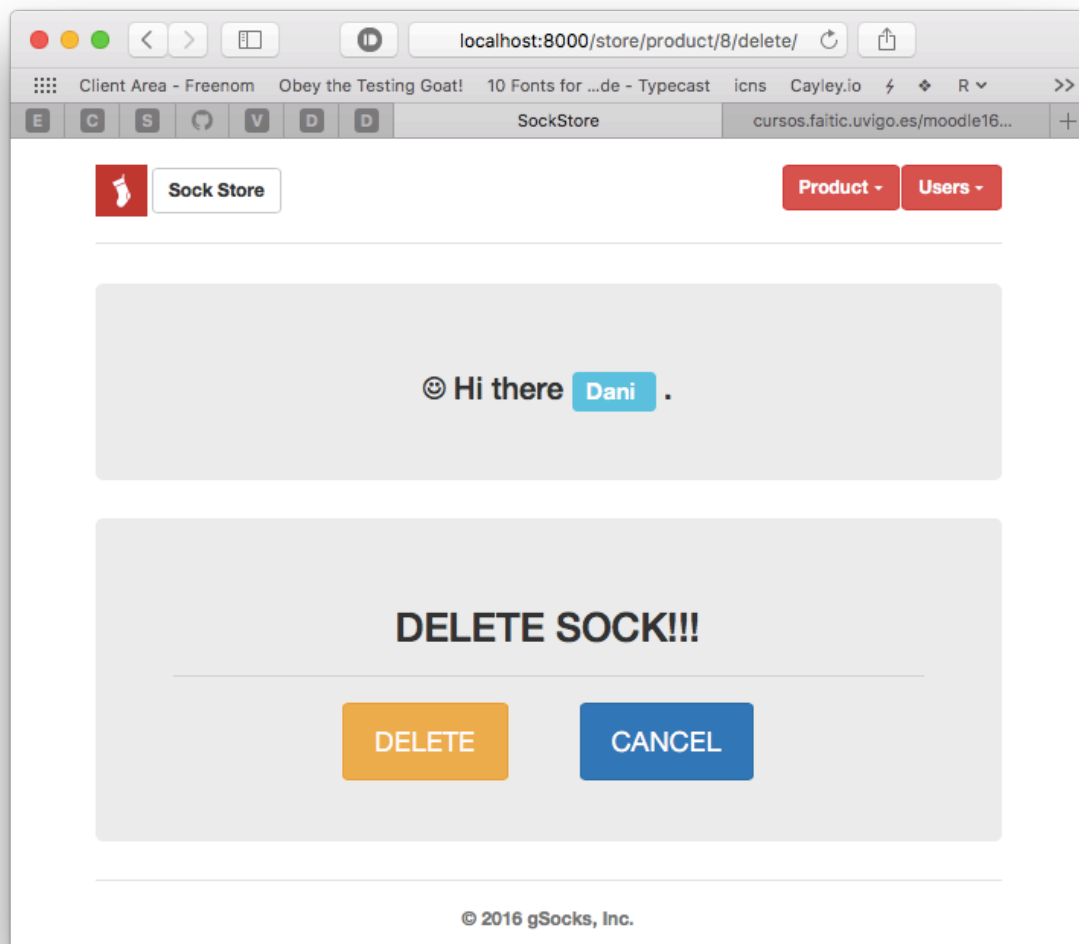 localhost:8000/store/product/8/delete/
Client Area - Freenom Obey the Testing Goat! 10 Fonts for ...de - Typecast icns Cayley.io R >>
E C S V D D SockStore cursos.faitic.uvigo.es/moodle16... +
Sock Store Product Users
Hi there Dani .
DELETE SOCK!!!
DELETE CANCEL
© 2016 gSocks, Inc.